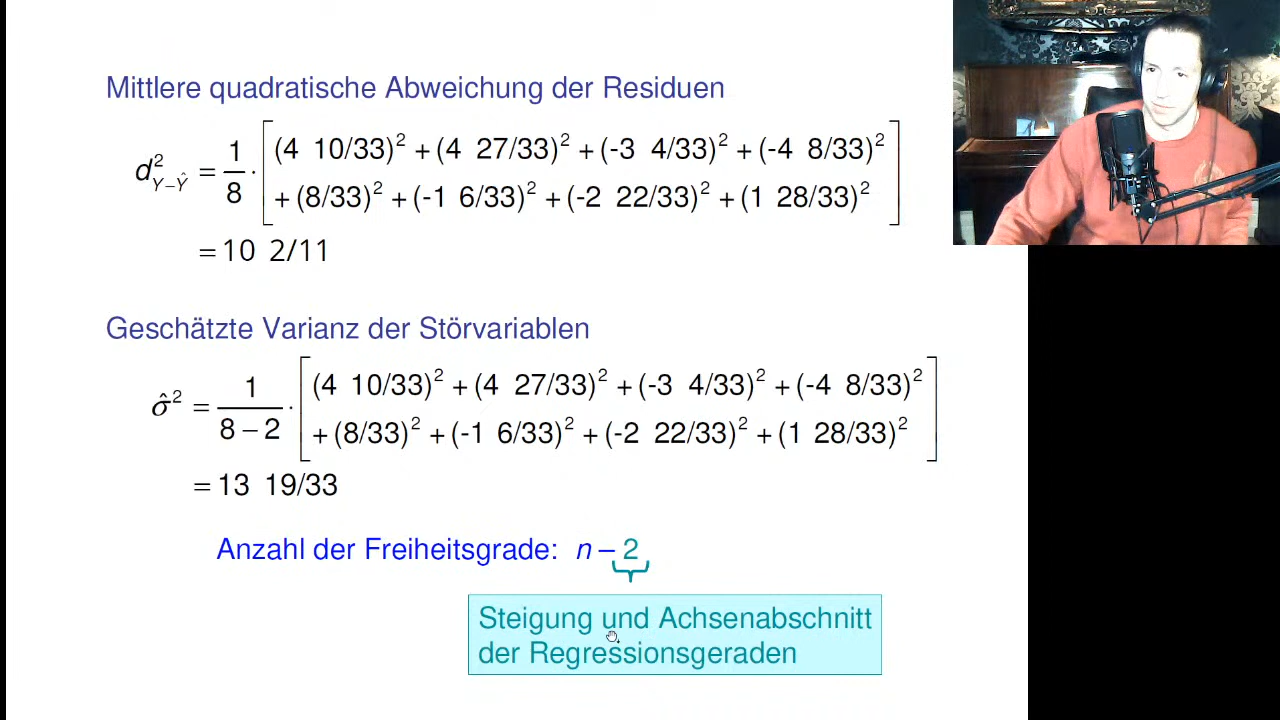 Mittlere quadratische Abweichung der Residuen
d²_{Y−Ŷ} = 1/8 · [(4 10/33)² + (4 27/33)² + (-3 4/33)² + (-4 8/33)²
+ (8/33)² + (-1 6/33)² + (-2 22/33)² + (1 28/33)²]
= 10 2/11
Geschätzte Varianz der Störvariablen
σ̂² = 1/(8 − 2) · [(4 10/33)² + (4 27/33)² + (-3 4/33)² + (-4 8/33)²
+ (8/33)² + (-1 6/33)² + (-2 22/33)² + (1 28/33)²]
= 13 19/33
Anzahl der Freiheitsgrade: n – 2
Steigung und Achsenabschnitt
der Regressionsgeraden